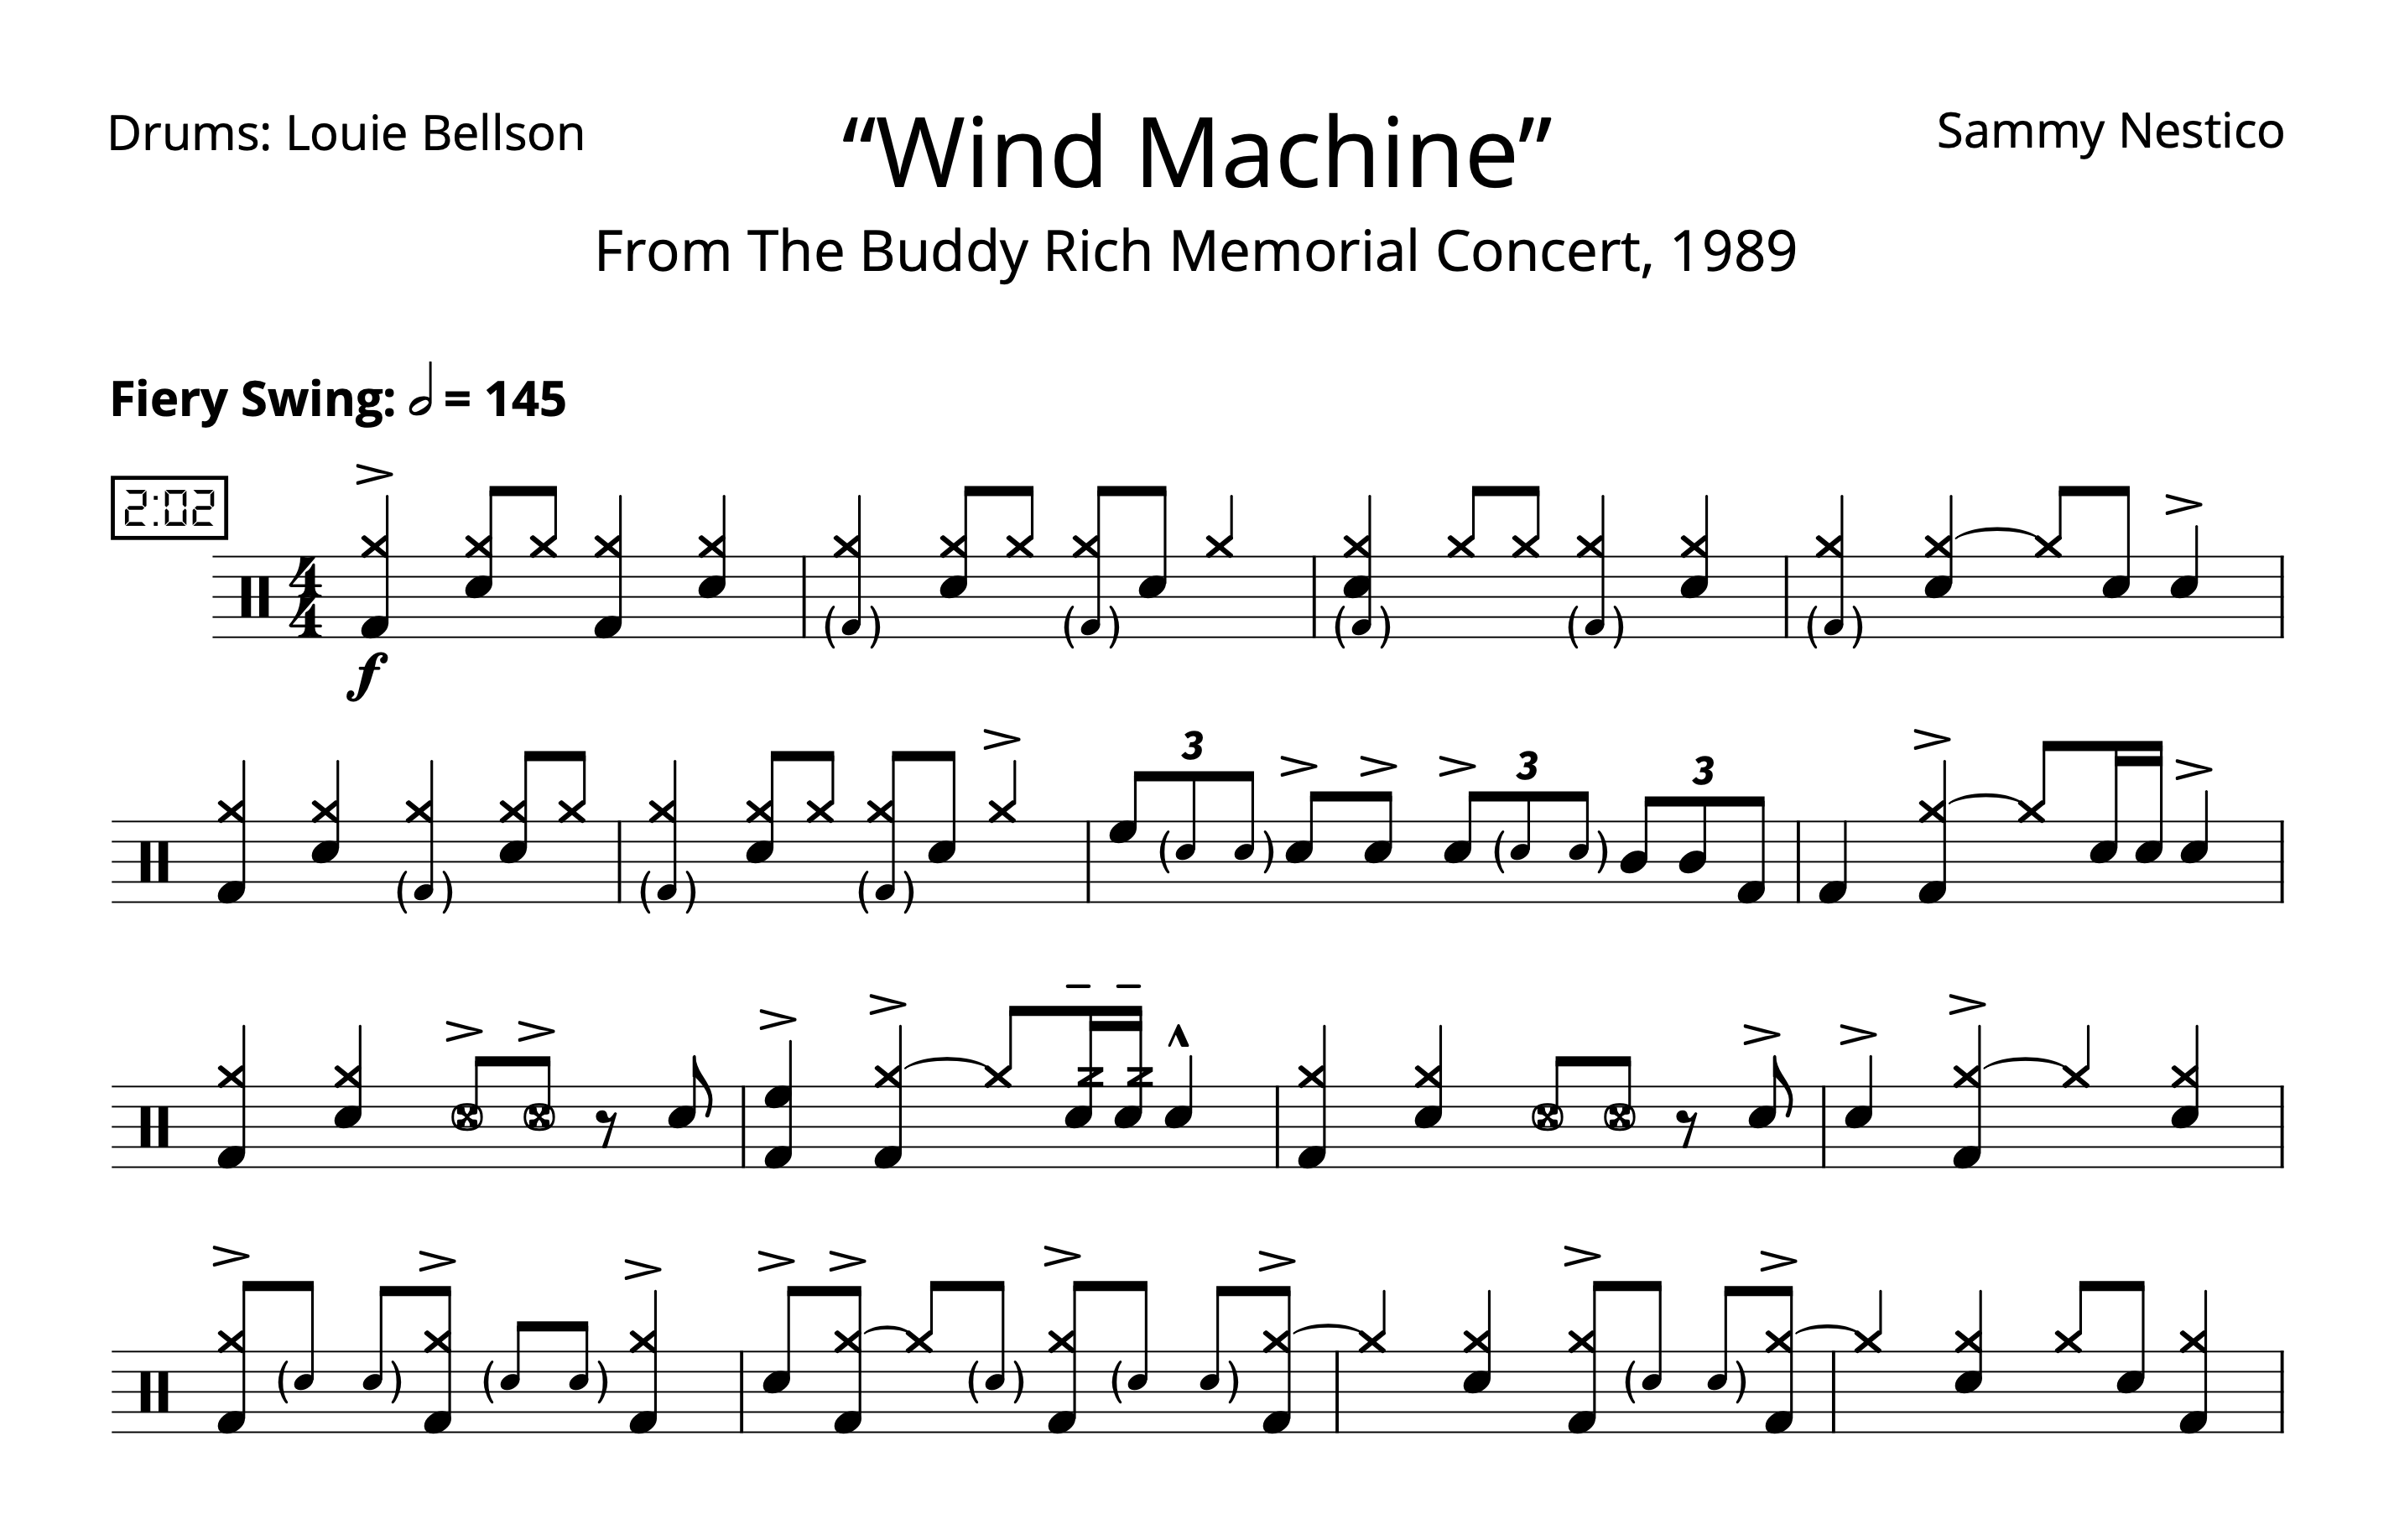 Drums: Louie Bellson
“Wind Machine”
Sammy Nestico
From The Buddy Rich Memorial Concert, 1989
Fiery Swing: 𝅗𝅥 = 145
2:02
4
4
f
3
3
3